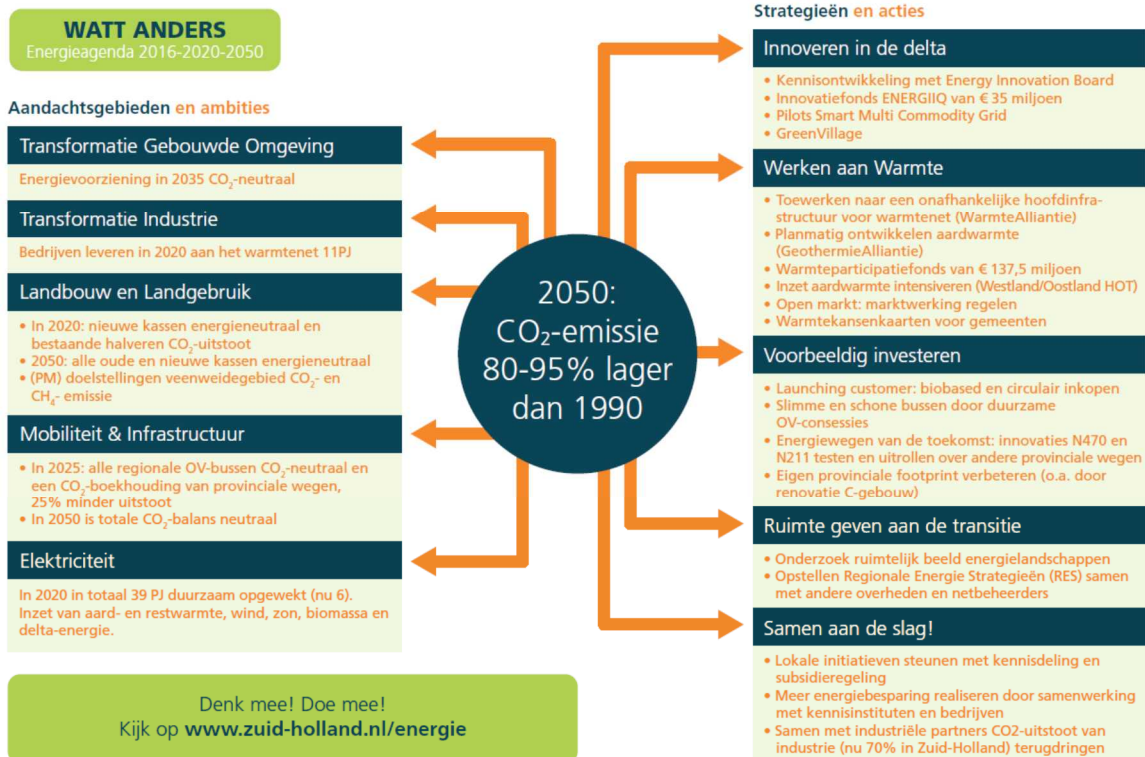 WATT ANDERS
Energieagenda 2016-2020-2050
Aandachtsgebieden en ambities
Transformatie Gebouwde Omgeving
Energievoorziening in 2035 CO₂-neutraal
Transformatie Industrie
Bedrijven leveren in 2020 aan het warmtenet 11PJ
Landbouw en Landgebruik
• In 2020: nieuwe kassen energieneutraal en
bestaande halveren CO₂-uitstoot
• 2050: alle oude en nieuwe kassen energieneutraal
• (PM) doelstellingen veenweidegebied CO₂- en
CH₄- emissie
Mobiliteit & Infrastructuur
• In 2025: alle regionale OV-bussen CO₂-neutraal en
een CO₂-boekhouding van provinciale wegen,
25% minder uitstoot
• In 2050 is totale CO₂-balans neutraal
Elektriciteit
In 2020 in totaal 39 PJ duurzaam opgewekt (nu 6).
Inzet van aard- en restwarmte, wind, zon, biomassa en
delta-energie.
Denk mee! Doe mee!
Kijk op www.zuid-holland.nl/energie
2050:
CO₂-emissie
80-95% lager
dan 1990
Strategieën en acties
Innoveren in de delta
• Kennisontwikkeling met Energy Innovation Board
• Innovatiefonds ENERGIIQ van € 35 miljoen
• Pilots Smart Multi Commodity Grid
• GreenVillage
Werken aan Warmte
• Toewerken naar een onafhankelijke hoofdinfra-
structuur voor warmtenet (WarmteAlliantie)
• Planmatig ontwikkelen aardwarmte
(GeothermieAlliantie)
• Warmteparticipatiefonds van € 137,5 miljoen
• Inzet aardwarmte intensiveren (Westland/Oostland HOT)
• Open markt: marktwerking regelen
• Warmtekansenkaarten voor gemeenten
Voorbeeldig investeren
• Launching customer: biobased en circulair inkopen
• Slimme en schone bussen door duurzame
OV-consessies
• Energiewegen van de toekomst: innovaties N470 en
N211 testen en uitrollen over andere provinciale wegen
• Eigen provinciale footprint verbeteren (o.a. door
renovatie C-gebouw)
Ruimte geven aan de transitie
• Onderzoek ruimtelijk beeld energielandschappen
• Opstellen Regionale Energie Strategieën (RES) samen
met andere overheden en netbeheerders
Samen aan de slag!
• Lokale initiatieven steunen met kennisdeling en
subsidieregeling
• Meer energiebesparing realiseren door samenwerking
met kennisinstituten en bedrijven
• Samen met industriële partners CO2-uitstoot van
industrie (nu 70% in Zuid-Holland) terugdringen